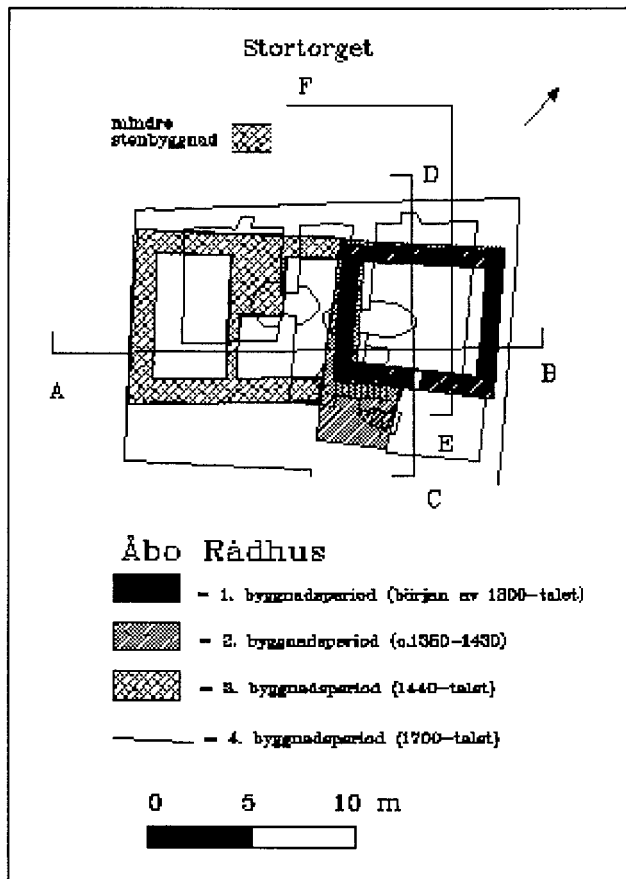 Stortorget
F
mindre
stenbyggnad
D
A
B
E
C
Åbo Rådhus
- 1. byggnadsperiod (början av 1300-talet)
- 2. byggnadsperiod (c.1350-1430)
- 3. byggnadsperiod (1440-talet)
- 4. byggnadsperiod (1700-talet)
0 5 10 m